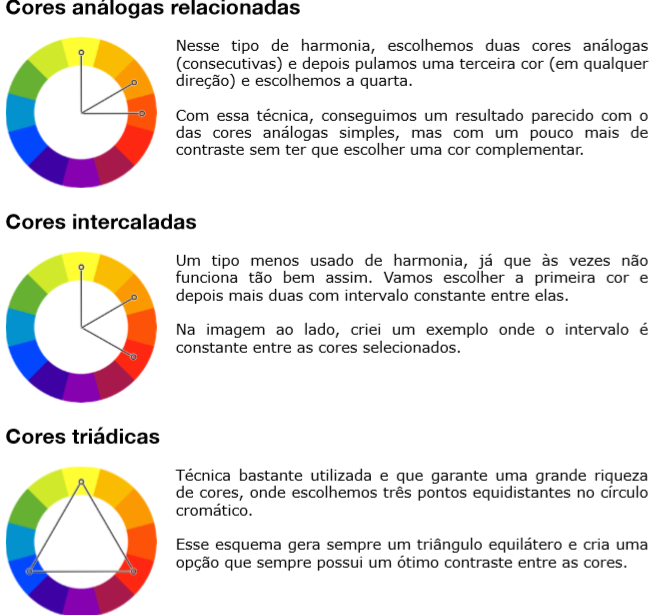 Cores análogas relacionadas
Nesse tipo de harmonia, escolhemos duas cores análogas
(consecutivas) e depois pulamos uma terceira cor (em qualquer
direção) e escolhemos a quarta.
Com essa técnica, conseguimos um resultado parecido com o
das cores análogas simples, mas com um pouco mais de
contraste sem ter que escolher uma cor complementar.
Cores intercaladas
Um tipo menos usado de harmonia, já que às vezes não
funciona tão bem assim. Vamos escolher a primeira cor e
depois mais duas com intervalo constante entre elas.
Na imagem ao lado, criei um exemplo onde o intervalo é
constante entre as cores selecionados.
Cores triádicas
Técnica bastante utilizada e que garante uma grande riqueza
de cores, onde escolhemos três pontos equidistantes no círculo
cromático.
Esse esquema gera sempre um triângulo equilátero e cria uma
opção que sempre possui um ótimo contraste entre as cores.